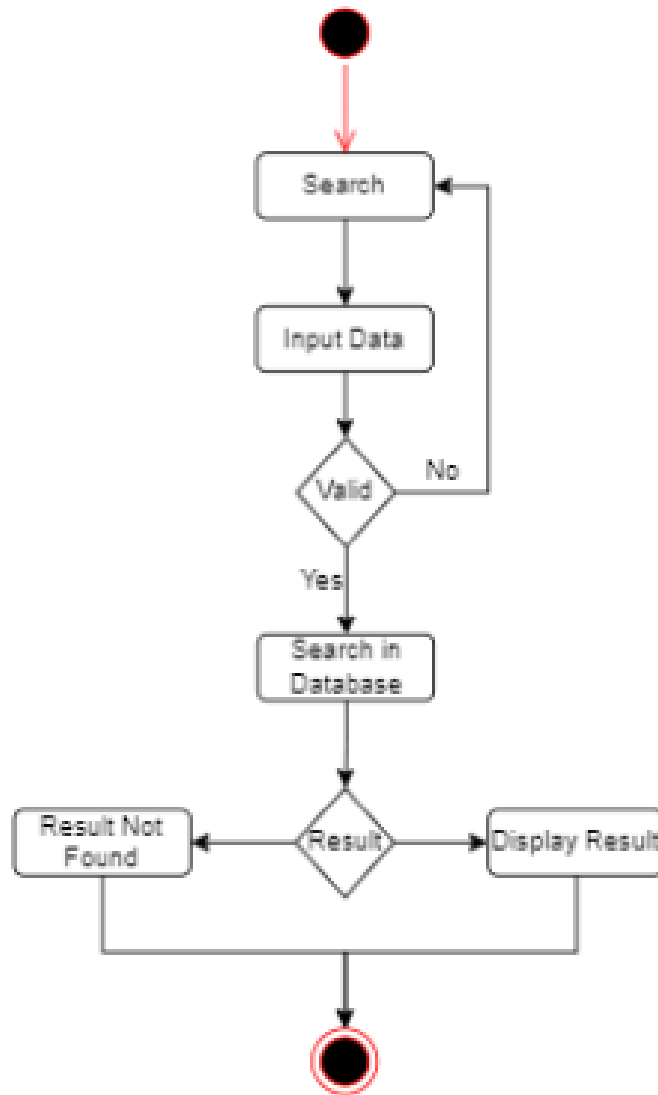 Search
Input Data
Valid
No
Yes
Search in
Database
Result Not
Found
Result
Display Result